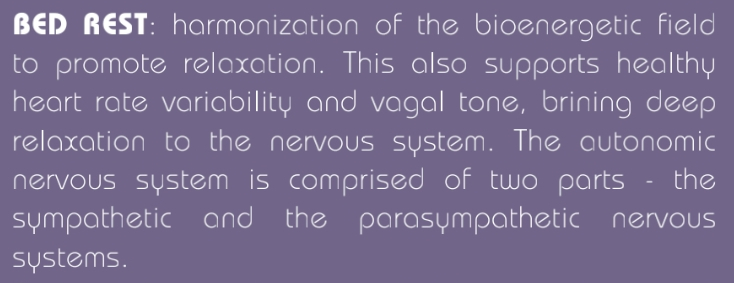 BED REST: harmonization of the bioenergetic field
to promote relaxation. This also supports healthy
heart rate variability and vagal tone, brining deep
relaxation to the nervous system. The autonomic
nervous system is comprised of two parts - the
sympathetic and the parasympathetic nervous
systems.